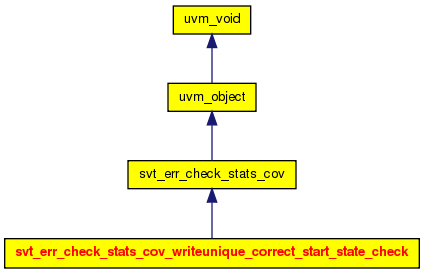 uvm_void
uvm_object
svt_err_check_stats_cov
svt_err_check_stats_cov_writeunique_correct_start_state_check